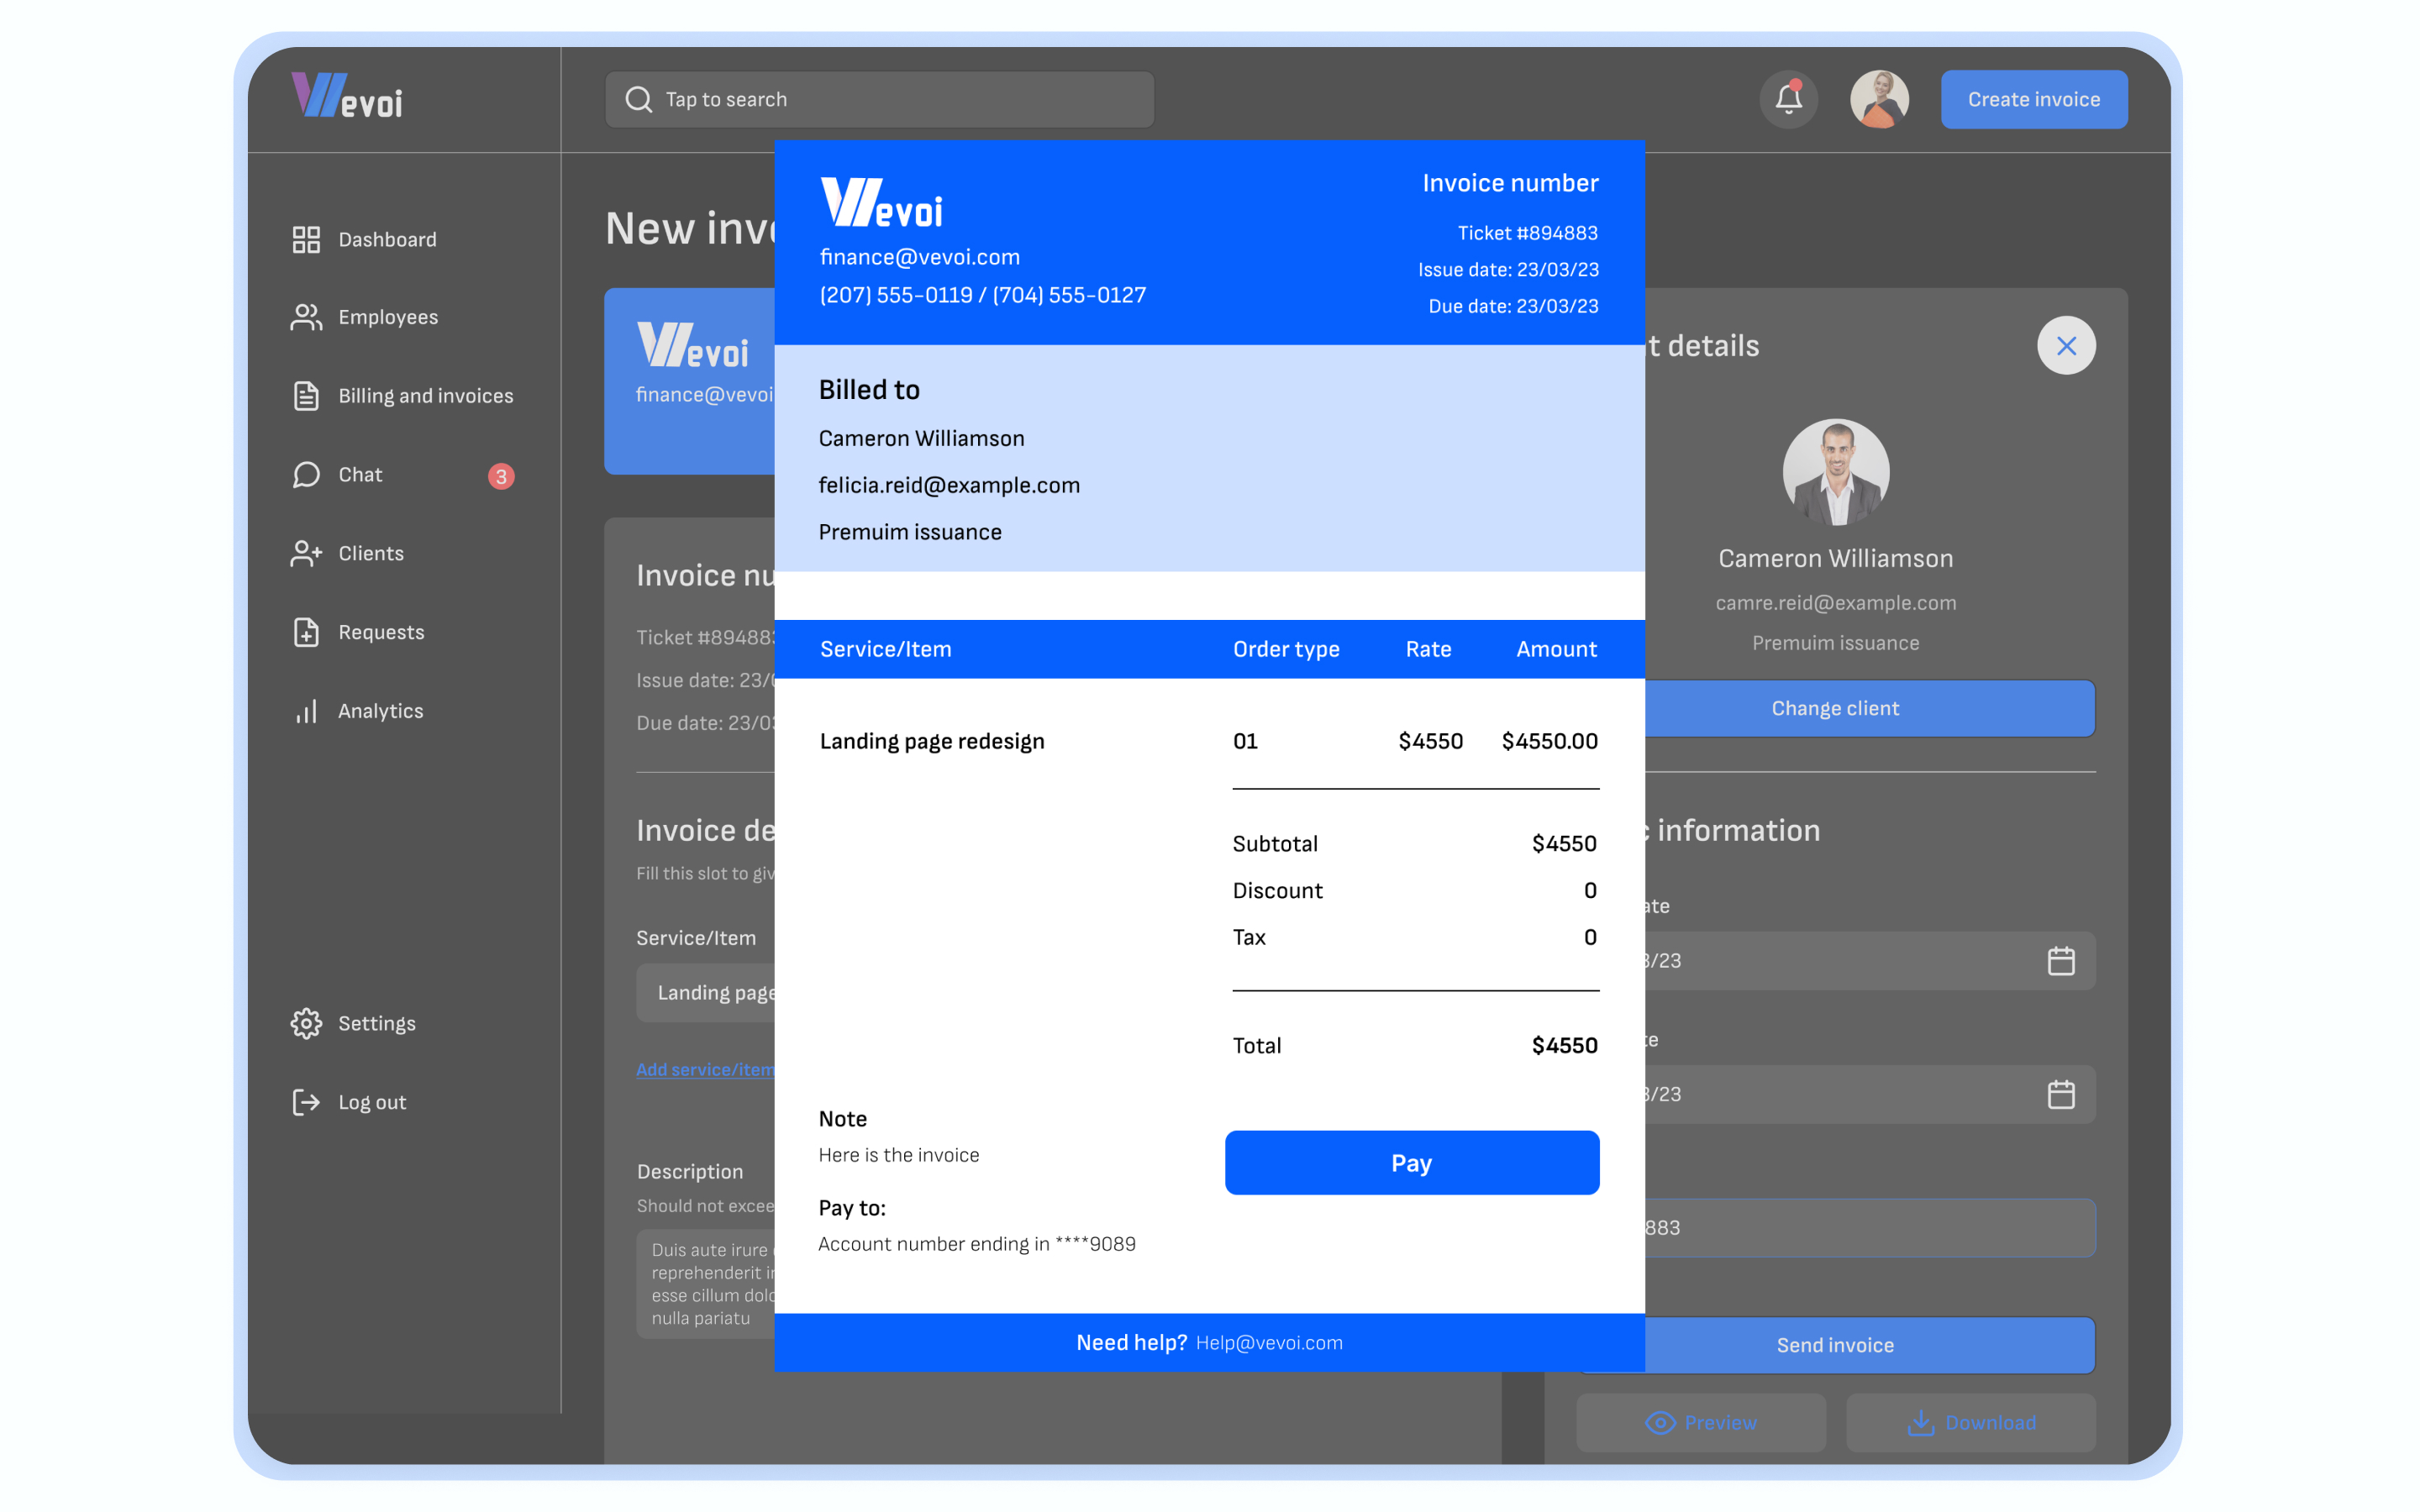 Vevoi
Tap to search
Create invoice
Dashboard
Employees
Billing and invoices
Chat
3
Clients
Requests
Analytics
Settings
Log out
New inv
Vevoi
finance@vevoi
Invoice nu
Ticket #89488
Issue date: 23/
Due date: 23/0
Invoice de
Fill this slot to giv
Service/Item
Landing page
Add service/item
Description
Should not excee
Duis aute irure
reprehenderit i
esse cillum dolo
nulla pariatu
Vevoi
finance@vevoi.com
(207) 555-0119 / (704) 555-0127
Invoice number
Ticket #894883
Issue date: 23/03/23
Due date: 23/03/23
Billed to
Cameron Williamson
felicia.reid@example.com
Premuim issuance
Service/Item Order type Rate Amount
Landing page redesign 01 $4550 $4550.00
Subtotal $4550
Discount 0
Tax 0
Total $4550
Note
Here is the invoice
Pay
Pay to:
Account number ending in ****9089
Need help? Help@vevoi.com
t details
Cameron Williamson
camre.reid@example.com
Premuim issuance
Change client
information
ate
/23
te
/23
883
Send invoice
Preview
Download